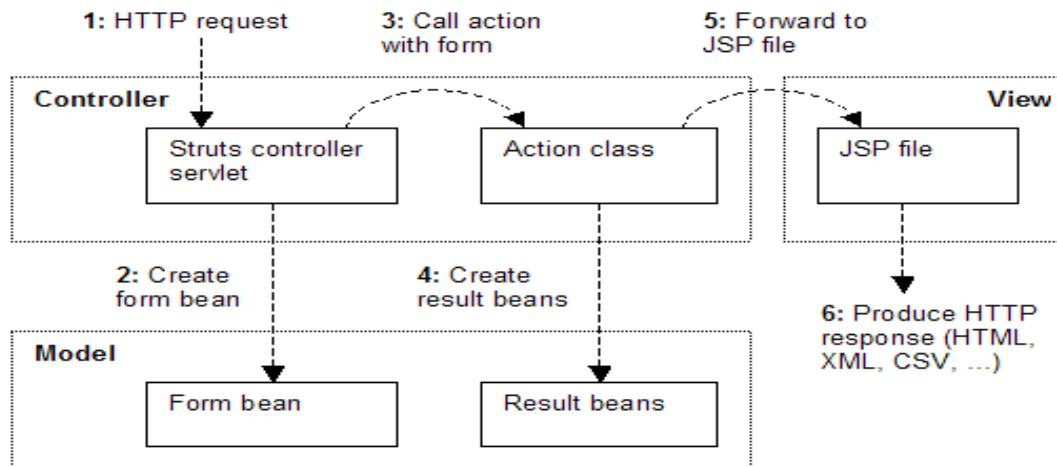 1: HTTP request
3: Call action
with form
5: Forward to
JSP file
Controller
View
Struts controller
servlet
Action class
JSP file
2: Create
form bean
4: Create
result beans
6: Produce HTTP
response (HTML,
XML, CSV, ...)
Model
Form bean
Result beans